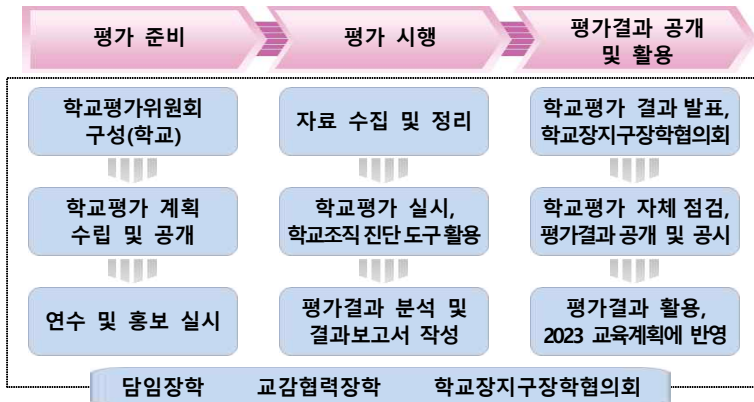 평가 준비
평가 시행
평가결과 공개
및 활용
학교평가위원회
구성(학교)
학교평가 계획
수립 및 공개
연수 및 홍보 실시
자료 수집 및 정리
학교평가 실시,
학교조직 진단 도구 활용
평가결과 분석 및
결과보고서 작성
학교평가 결과 발표,
학교장지구장학협의회
학교평가 자체 점검,
평가결과 공개 및 공시
평가결과 활용,
2023 교육계획에 반영
담임장학 교감협력장학 학교장지구장학협의회